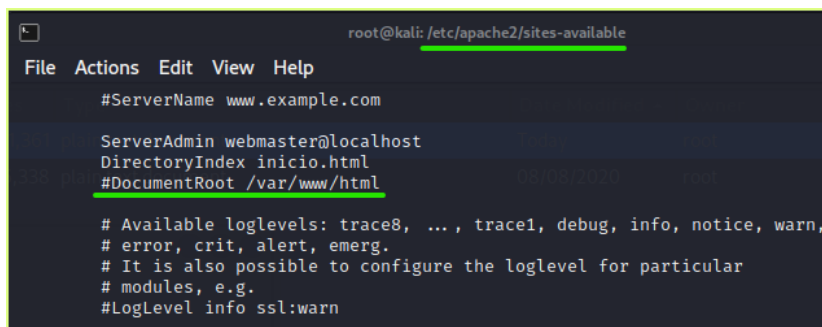 root@kali: /etc/apache2/sites-available
File Actions Edit View Help
#ServerName www.example.com
ServerAdmin webmaster@localhost
DirectoryIndex inicio.html
#DocumentRoot /var/www/html
# Available loglevels: trace8, ..., trace1, debug, info, notice, warn,
# error, crit, alert, emerg.
# It is also possible to configure the loglevel for particular
# modules, e.g.
#LogLevel info ssl:warn